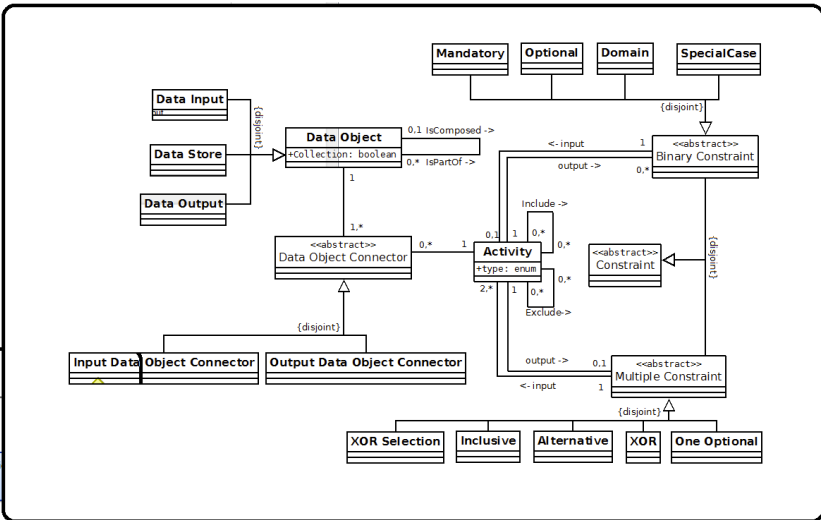 Mandatory
Optional
Domain
SpecialCase
{disjoint}
Data Input
Data Store
Data Output
{disjoint}
Data Object
+Collection: boolean
0,1 IsComposed ->
0,* IsPartOf ->
1
1,*
<<abstract>>
Data Object Connector
0,*
1
<- input
1
output ->
0,*
<<abstract>>
Binary Constraint
Include ->
0,*
0,*
0,1
1
Activity
+type: enum
2,*
1
0,*
0,*
Exclude->
<<abstract>>
Constraint
{disjoint}
{disjoint}
Input Data Object Connector
Output Data Object Connector
output ->
0,1
<- input
1
<<abstract>>
Multiple Constraint
{disjoint}
XOR Selection
Inclusive
Alternative
XOR
One Optional